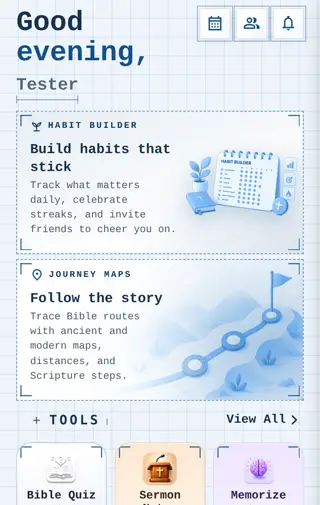 Good
evening,
Tester
HABIT BUILDER
Build habits that
stick
Track what matters
daily, celebrate
streaks, and invite
friends to cheer you on.
HABIT BUILDER
JOURNEY MAPS
Follow the story
Trace Bible routes
with ancient and
modern maps,
distances, and
Scripture steps.
+ TOOLS
View All
Bible Quiz
Sermon
Memorize